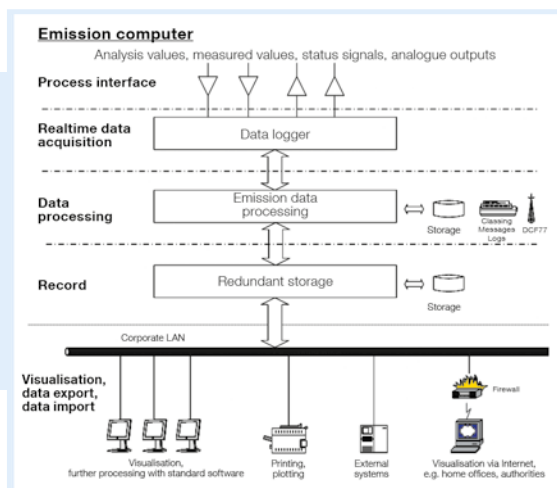 Emission computer
Analysis values, measured values, status signals, analogue outputs
Process interface
Realtime data
acquisition
Data logger
Data
processing
Emission data
processing
Storage
Classing
Messages
Logs
DCF77
Record
Redundant storage
Storage
Corporate LAN
Visualisation,
data export,
data import
Firewall
Visualisation,
further processing with standard software
Printing,
plotting
External
systems
Visualisation via Internet,
e.g. home offices, authorities